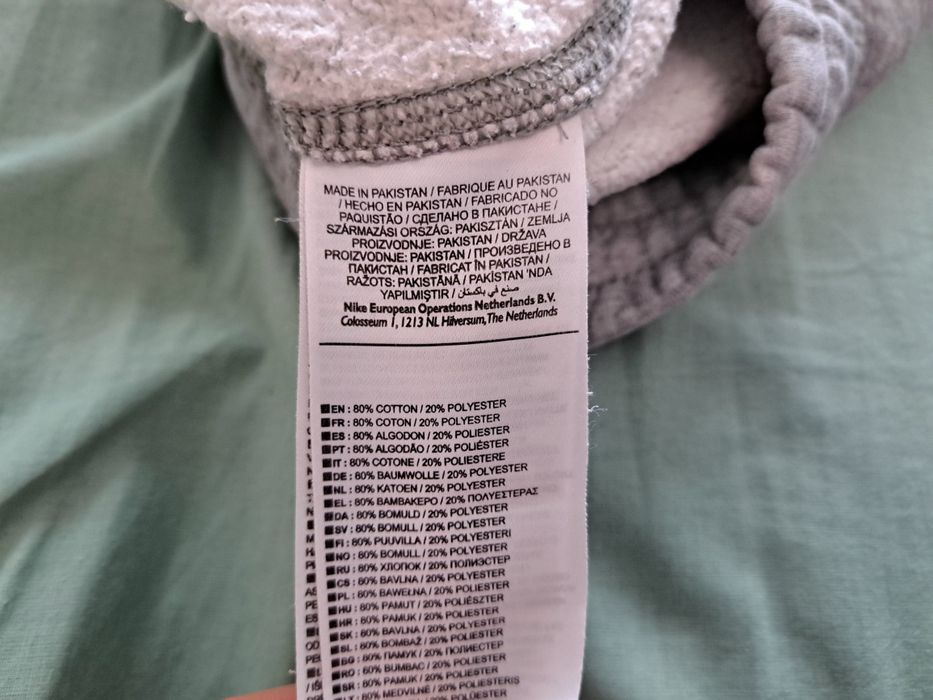 MADE IN PAKISTAN / FABRIQUE AU PAKISTAN
/ HECHO EN PAKISTAN / FABRICADO NO
PAQUISTÃO / СДЕЛАНО В ПАКИСТАНЕ /
SZÁRMAZÁSI ORSZÁG: PAKISZTÁN / ZEMLJA
PROIZVODNJE: PAKISTAN / DRŽAVA
PROIZVODNJE: PAKISTAN / ПРОИЗВЕДЕНО В
ПАКИСТАН / FABRICAT ÎN PAKISTAN /
RAŽOTS: PAKISTĀNĀ / PAKİSTAN 'NDA
YAPILMIŞTIR / صنع في باكستان
Nike European Operations Netherlands B.V.
Colosseum 1, 1213 NL Hilversum, The Netherlands
EN : 80% COTTON / 20% POLYESTER
FR : 80% COTON / 20% POLYESTER
ES : 80% ALGODON / 20% POLIESTER
PT : 80% ALGODÃO / 20% POLIÉSTER
IT : 80% COTONE / 20% POLIESTERE
DE : 80% BAUMWOLLE / 20% POLYESTER
NL : 80% KATOEN / 20% POLYESTER
EL : 80% ΒΑΜΒΑΚΕΡΟ / 20% ΠΟΛΥΕΣΤΕΡΑΣ
DA : 80% BOMULD / 20% POLYESTER
SV : 80% BOMULL / 20% POLYESTER
FI : 80% PUUVILLA / 20% POLYESTERI
NO : 80% BOMULL / 20% POLYESTER
RU : 80% ХЛОПОК / 20% ПОЛИЭСТЕР
CS : 80% BAVLNA / 20% POLYESTER
PL : 80% BAWEŁNA / 20% POLYESTER
HU : 80% PAMUT / 20% POLIÉSZTER
HR : 80% PAMUK / 20% POLIESTER
SK : 80% BAVLNA / 20% POLYESTER
SL : 80% BOMBAŽ / 20% POLIESTER
BG : 80% ПАМУК / 20% ПОЛИЕСТЕР
RO : 80% BUMBAC / 20% POLIESTER
SR : 80% PAMUK / 20% POLIESTER
LT : 80% MEDVILNĖ / 20% POLIESTERIS